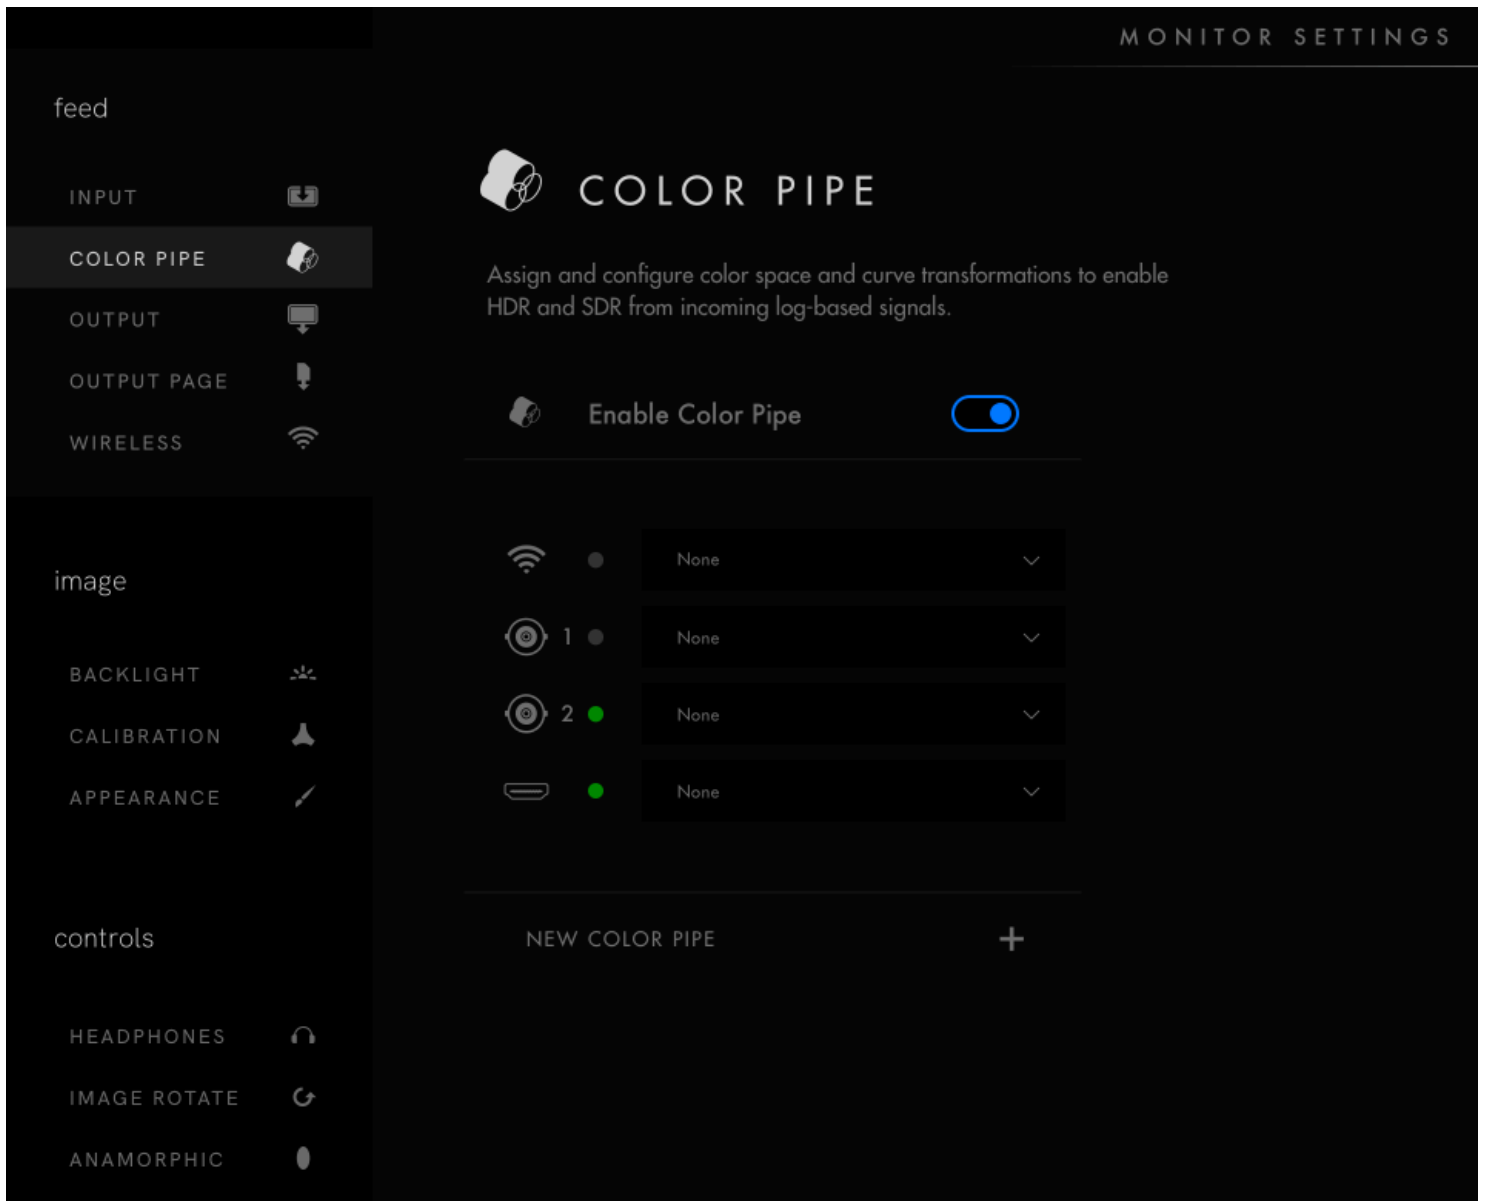 MONITOR SETTINGS
feed
INPUT
COLOR PIPE
OUTPUT
OUTPUT PAGE
WIRELESS
image
BACKLIGHT
CALIBRATION
APPEARANCE
controls
HEADPHONES
IMAGE ROTATE
ANAMORPHIC
COLOR PIPE
Assign and configure color space and curve transformations to enable
HDR and SDR from incoming log-based signals.
Enable Color Pipe
None
1 None
2 None
None
NEW COLOR PIPE +